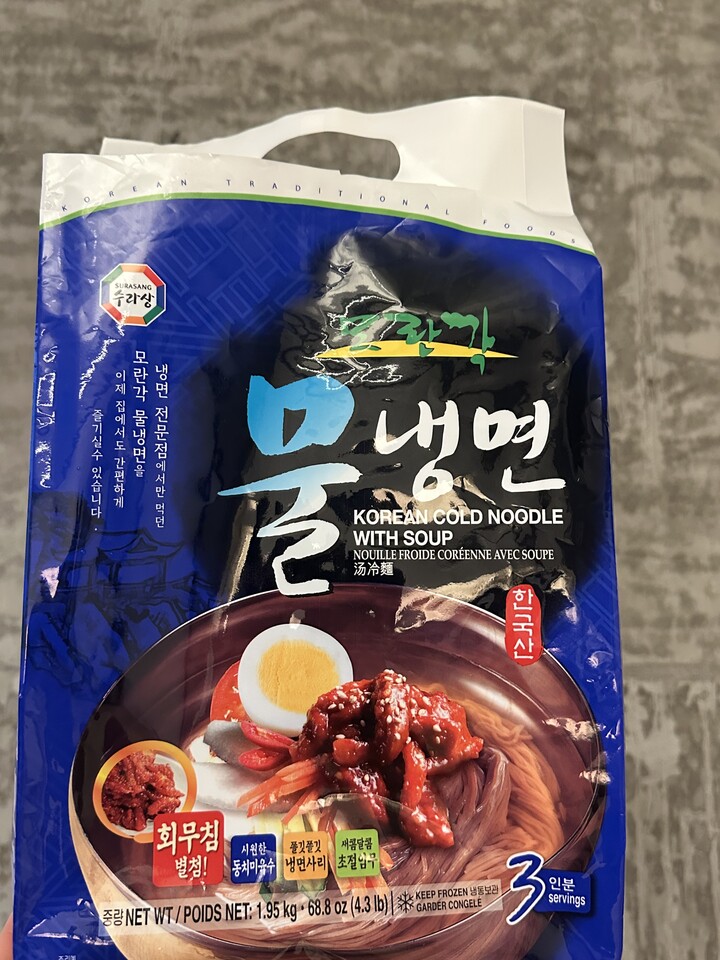 KOREAN TRADITIONAL FOODS
SURASANG
수라상
모란각
냉면 전문점에서만 먹던
모란각 물냉면을
이제 집에서도 간편하게
즐기실수 있습니다.
물냉면
KOREAN COLD NOODLE
WITH SOUP
NOUILLE FROIDE CORÉENNE AVEC SOUPE
汤冷麵
한국산
회무침
별첨!
시원한
동치미육수
쫄깃쫄깃
냉면사리
새콤달콤
초절임무
3 인분
servings
중량 NET WT / POIDS NET: 1.95 kg • 68.8 oz (4.3 lb)
KEEP FROZEN 냉동보관
GARDER CONGELÉ